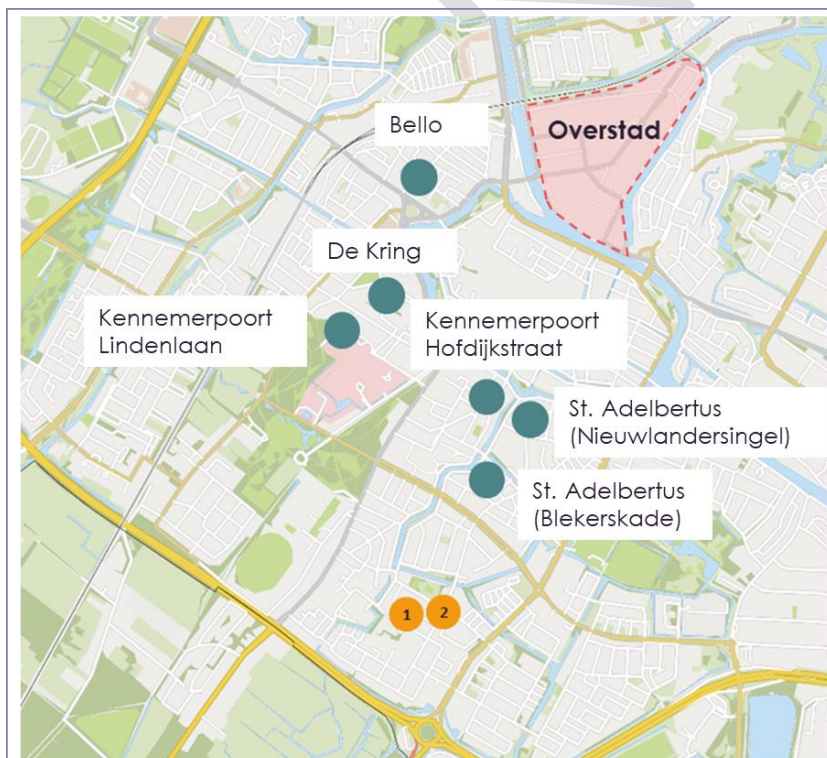 Bello
Overstad
De Kring
Kennemerpoort
Lindenlaan
Kennemerpoort
Hofdijkstraat
St. Adelbertus
(Nieuwlandersingel)
St. Adelbertus
(Blekerskade)
1
2